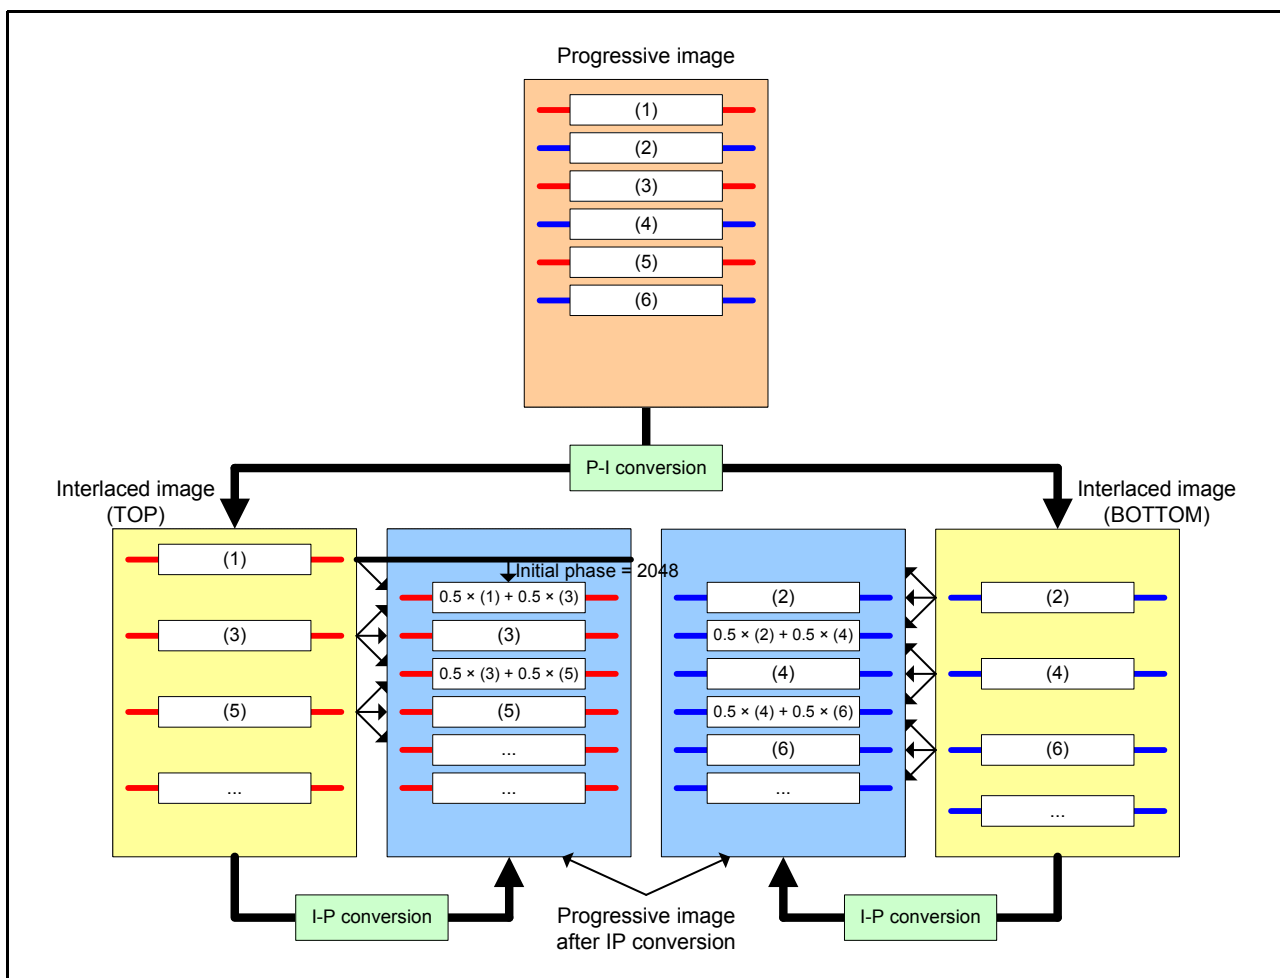 Progressive image
(1)
(2)
(3)
(4)
(5)
(6)
P-I conversion
Interlaced image
(TOP)
(1)
(3)
(5)
...
Initial phase = 2048
0.5 × (1) + 0.5 × (3)
(3)
0.5 × (3) + 0.5 × (5)
(5)
...
...
(2)
0.5 × (2) + 0.5 × (4)
(4)
0.5 × (4) + 0.5 × (6)
(6)
...
Interlaced image
(BOTTOM)
(2)
(4)
(6)
...
I-P conversion
Progressive image
after IP conversion
I-P conversion